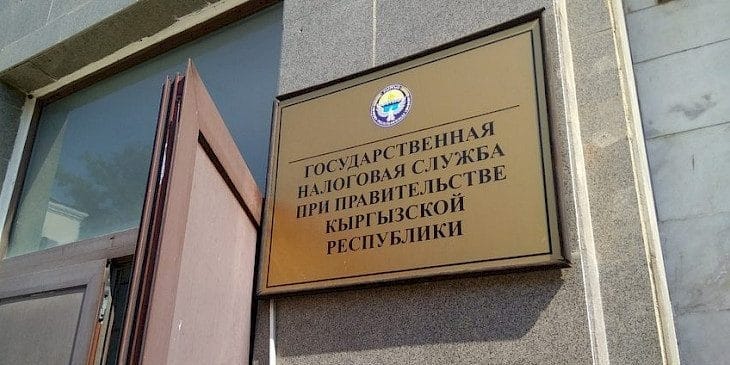 ГОСУДАРСТВЕННАЯ
НАЛОГОВАЯ СЛУЖБА
ПРИ ПРАВИТЕЛЬСТВЕ
КЫРГЫЗСКОЙ
РЕСПУБЛИКИ